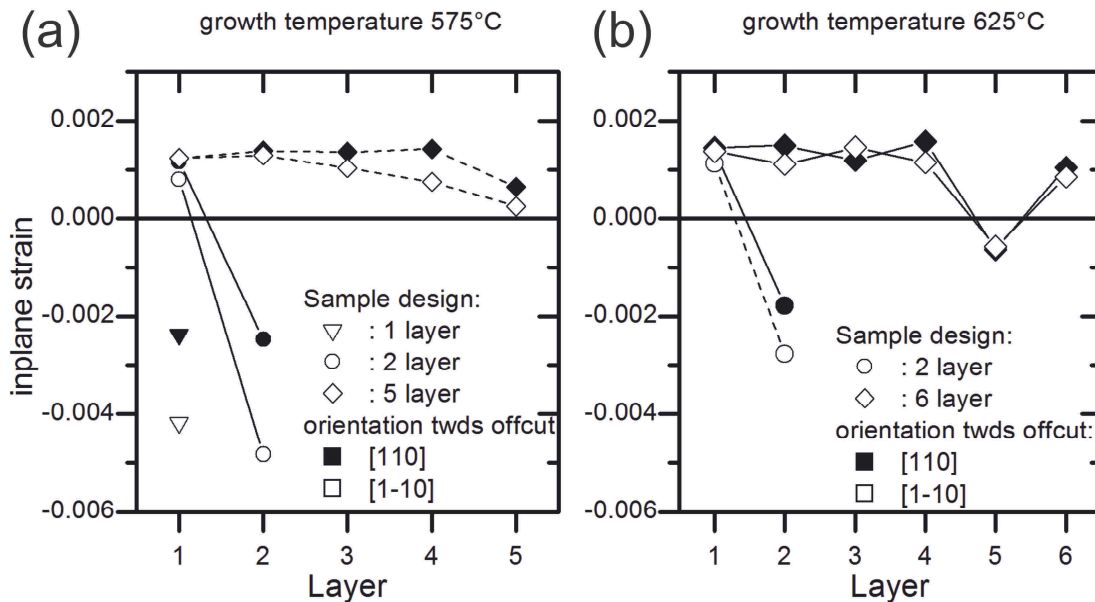 (a)
growth temperature 575°C
0.002
0.000
-0.002
-0.004
-0.006
inplane strain
Sample design:
: 1 layer
: 2 layer
: 5 layer
orientation twds offcut
[110]
[1-10]
1 2 3 4 5
Layer
(b)
growth temperature 625°C
0.002
0.000
-0.002
-0.004
-0.006
Sample design:
: 2 layer
: 6 layer
orientation twds offcut:
[110]
[1-10]
1 2 3 4 5 6
Layer